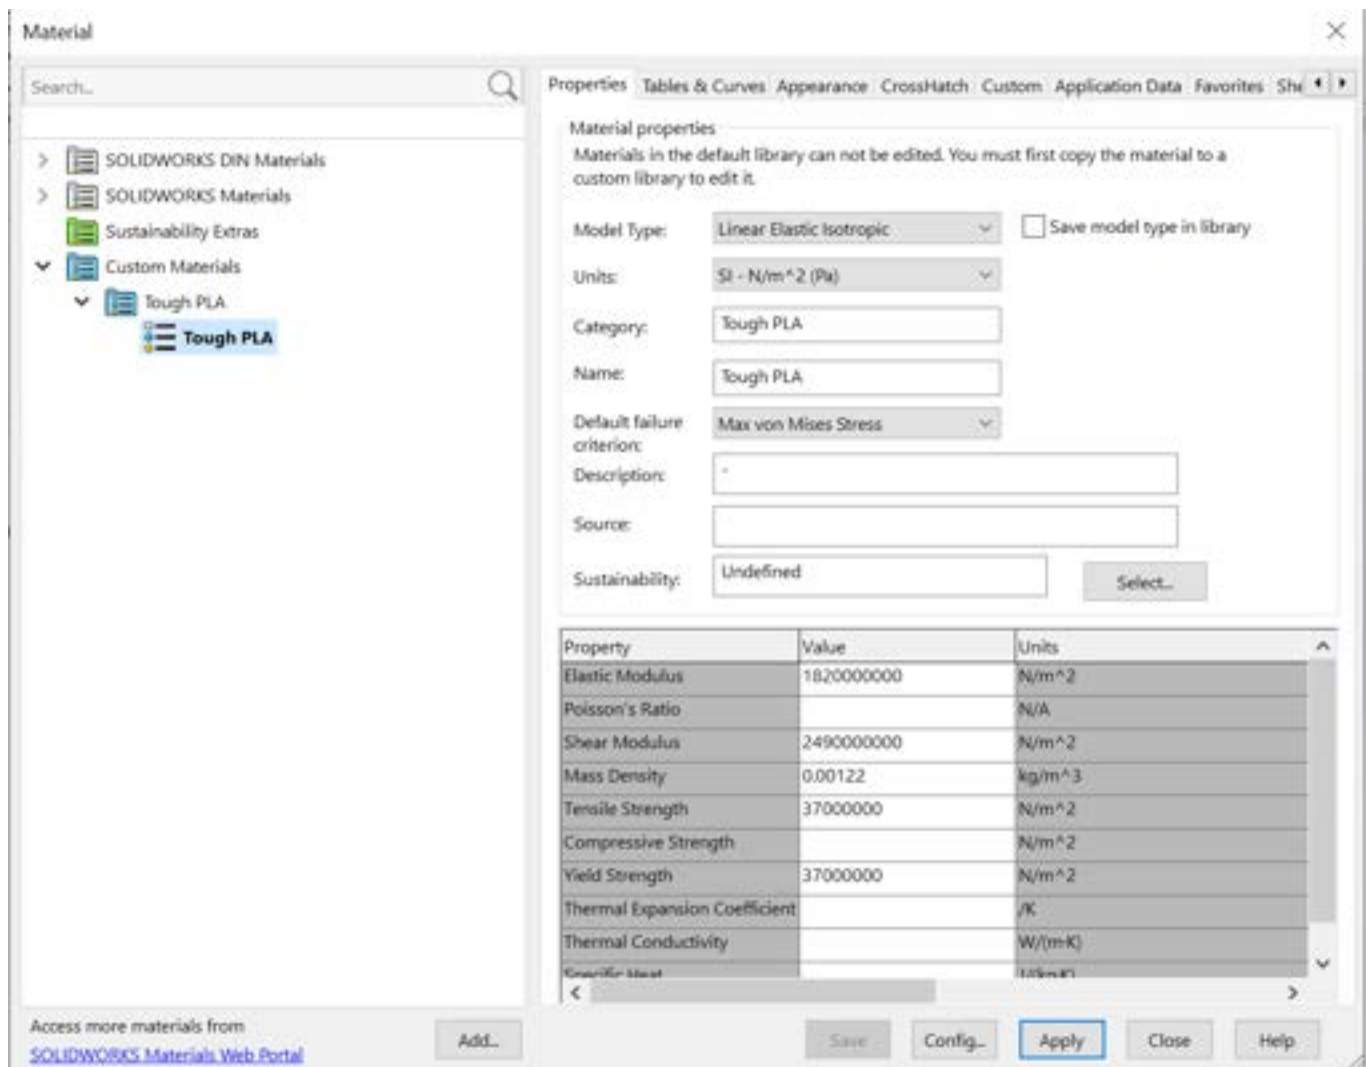 Material
Search...
SOLIDWORKS DIN Materials
SOLIDWORKS Materials
Sustainability Extras
Custom Materials
Tough PLA
Tough PLA
Access more materials from
SOLIDWORKS Materials Web Portal
Add...
Properties Tables & Curves Appearance CrossHatch Custom Application Data Favorites She
Material properties
Materials in the default library can not be edited. You must first copy the material to a
custom library to edit it.
Model Type: Linear Elastic Isotropic Save model type in library
Units: SI - N/m^2 (Pa)
Category: Tough PLA
Name: Tough PLA
Default failure
criterion: Max von Mises Stress
Description: -
Source:
Sustainability: Undefined Select...
Property Value Units
Elastic Modulus 1820000000 N/m^2
Poisson's Ratio N/A
Shear Modulus 2490000000 N/m^2
Mass Density 0.00122 kg/m^3
Tensile Strength 37000000 N/m^2
Compressive Strength N/m^2
Yield Strength 37000000 N/m^2
Thermal Expansion Coefficient /K
Thermal Conductivity W/(m·K)
Specific Heat J/(kg·K)
Save Config... Apply Close Help